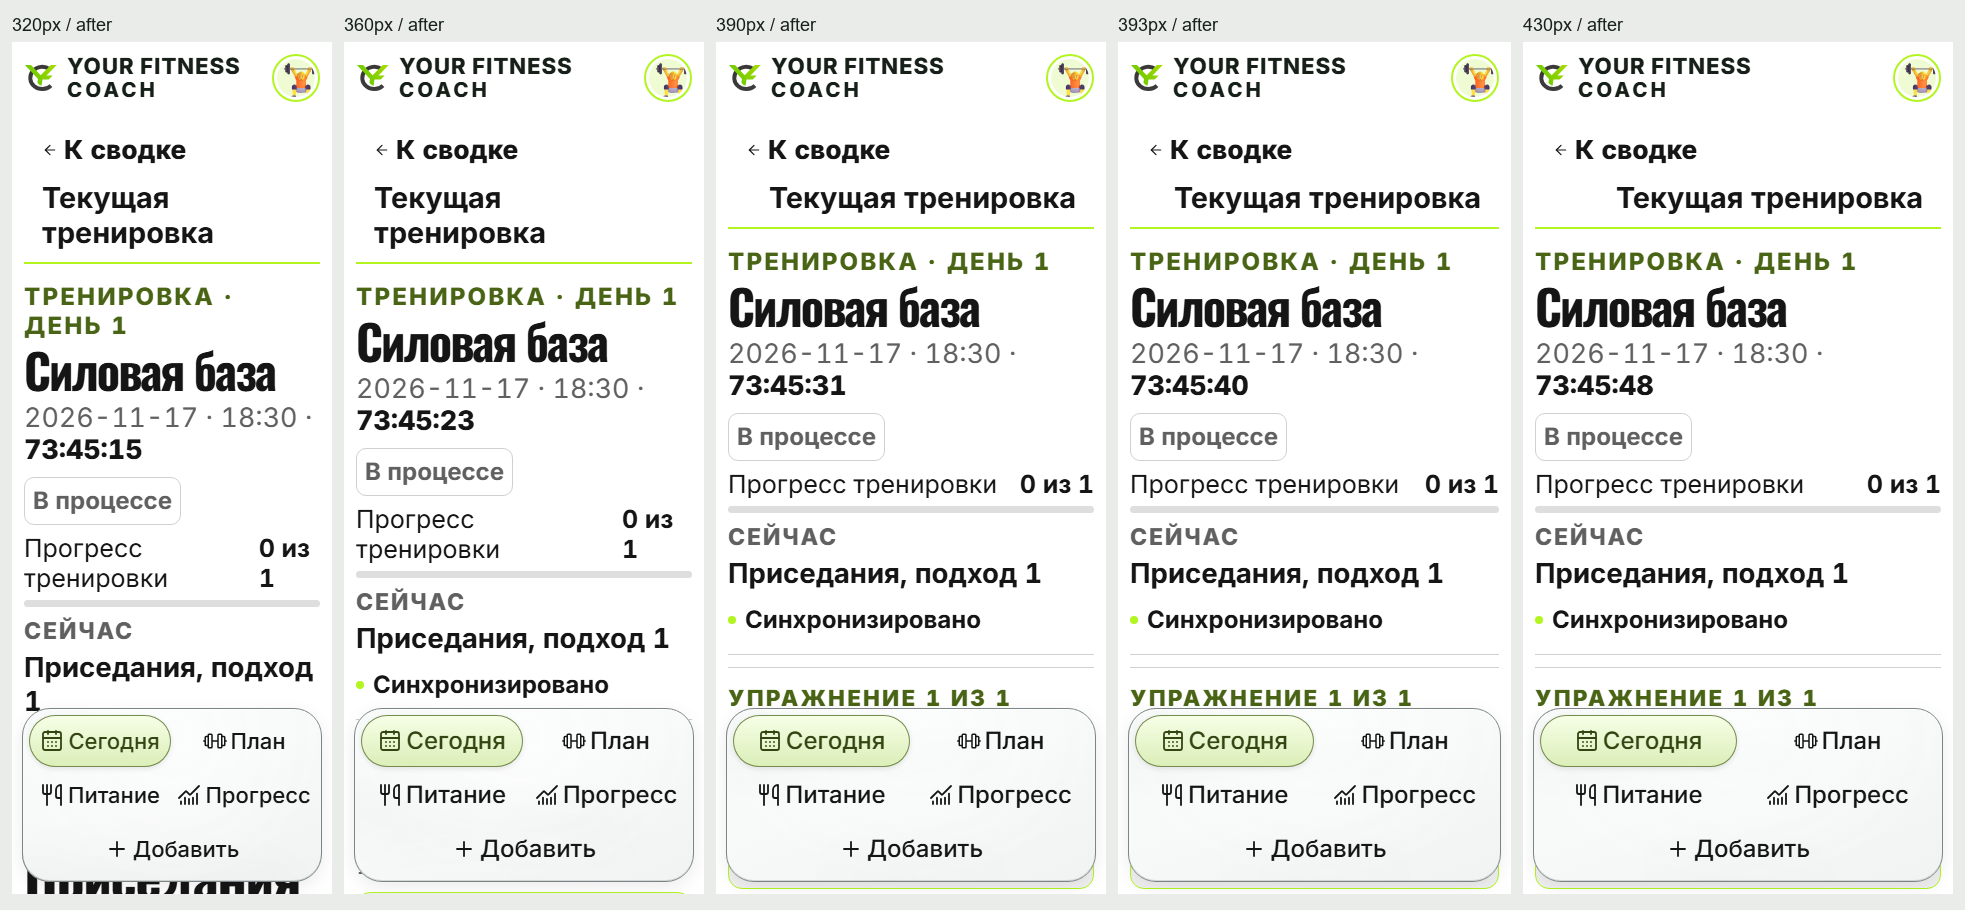 320px / after
YOUR FITNESS
COACH
← К сводке
Текущая
тренировка
ТРЕНИРОВКА ·
ДЕНЬ 1
Силовая база
2026-11-17 · 18:30 ·
73:45:15
В процессе
Прогресс
тренировки
0 из
1
СЕЙЧАС
Приседания, подход
1
Сегодня
План
Питание
Прогресс
+ Добавить
Приседания
360px / after
YOUR FITNESS
COACH
← К сводке
Текущая
тренировка
ТРЕНИРОВКА · ДЕНЬ 1
Силовая база
2026-11-17 · 18:30 ·
73:45:23
В процессе
Прогресс
тренировки
0 из
1
СЕЙЧАС
Приседания, подход 1
Синхронизировано
Сегодня
План
Питание
Прогресс
+ Добавить
390px / after
YOUR FITNESS
COACH
← К сводке
Текущая тренировка
ТРЕНИРОВКА · ДЕНЬ 1
Силовая база
2026-11-17 · 18:30 ·
73:45:31
В процессе
Прогресс тренировки 0 из 1
СЕЙЧАС
Приседания, подход 1
Синхронизировано
УПРАЖНЕНИЕ 1 ИЗ 1
Сегодня
План
Питание
Прогресс
+ Добавить
393px / after
YOUR FITNESS
COACH
← К сводке
Текущая тренировка
ТРЕНИРОВКА · ДЕНЬ 1
Силовая база
2026-11-17 · 18:30 ·
73:45:40
В процессе
Прогресс тренировки 0 из 1
СЕЙЧАС
Приседания, подход 1
Синхронизировано
УПРАЖНЕНИЕ 1 ИЗ 1
Сегодня
План
Питание
Прогресс
+ Добавить
430px / after
YOUR FITNESS
COACH
← К сводке
Текущая тренировка
ТРЕНИРОВКА · ДЕНЬ 1
Силовая база
2026-11-17 · 18:30 ·
73:45:48
В процессе
Прогресс тренировки 0 из 1
СЕЙЧАС
Приседания, подход 1
Синхронизировано
УПРАЖНЕНИЕ 1 ИЗ 1
Сегодня
План
Питание
Прогресс
+ Добавить